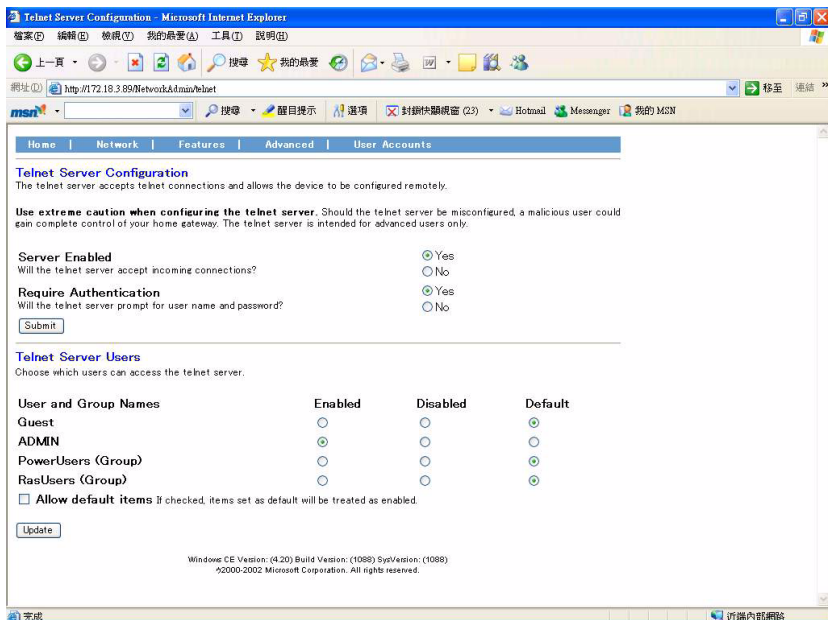 Telnet Server Configuration - Microsoft Internet Explorer
檔案(F) 編輯(E) 檢視(V) 我的最愛(A) 工具(T) 說明(H)
上一頁 搜尋 我的最愛
網址(D) http://172.18.3.89/NetworkAdmin/telnet 移至 連結 »
msn 搜尋 醒目提示 選項 封鎖快顯視窗 (23) Hotmail Messenger 我的 MSN
Home | Network | Features | Advanced | User Accounts
Telnet Server Configuration
The telnet server accepts telnet connections and allows the device to be configured remotely.
Use extreme caution when configuring the telnet server. Should the telnet server be misconfigured, a malicious user could
gain complete control of your home gateway. The telnet server is intended for advanced users only.
Server Enabled Yes
Will the telnet server accept incoming connections? No
Require Authentication Yes
Will the telnet server prompt for user name and password? No
Submit
Telnet Server Users
Choose which users can access the telnet server.
User and Group Names Enabled Disabled Default
Guest
ADMIN
PowerUsers (Group)
RasUsers (Group)
Allow default items If checked, items set as default will be treated as enabled.
Update
Windows CE Version: (4.20) Build Version: (1088) SysVersion: (1088)
2000-2002 Microsoft Corporation. All rights reserved.
完成 近端內部網路